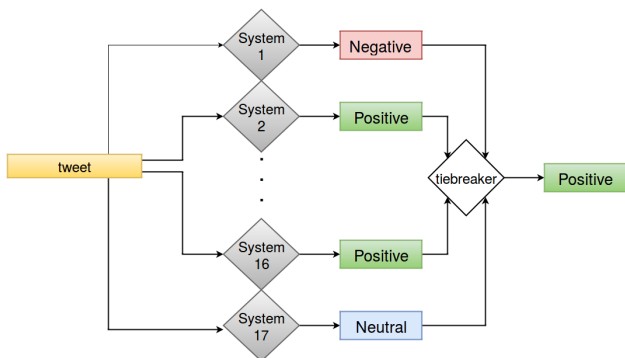 System
1
Negative
System
2
Positive
tweet
tiebreaker
Positive
System
16
Positive
System
17
Neutral